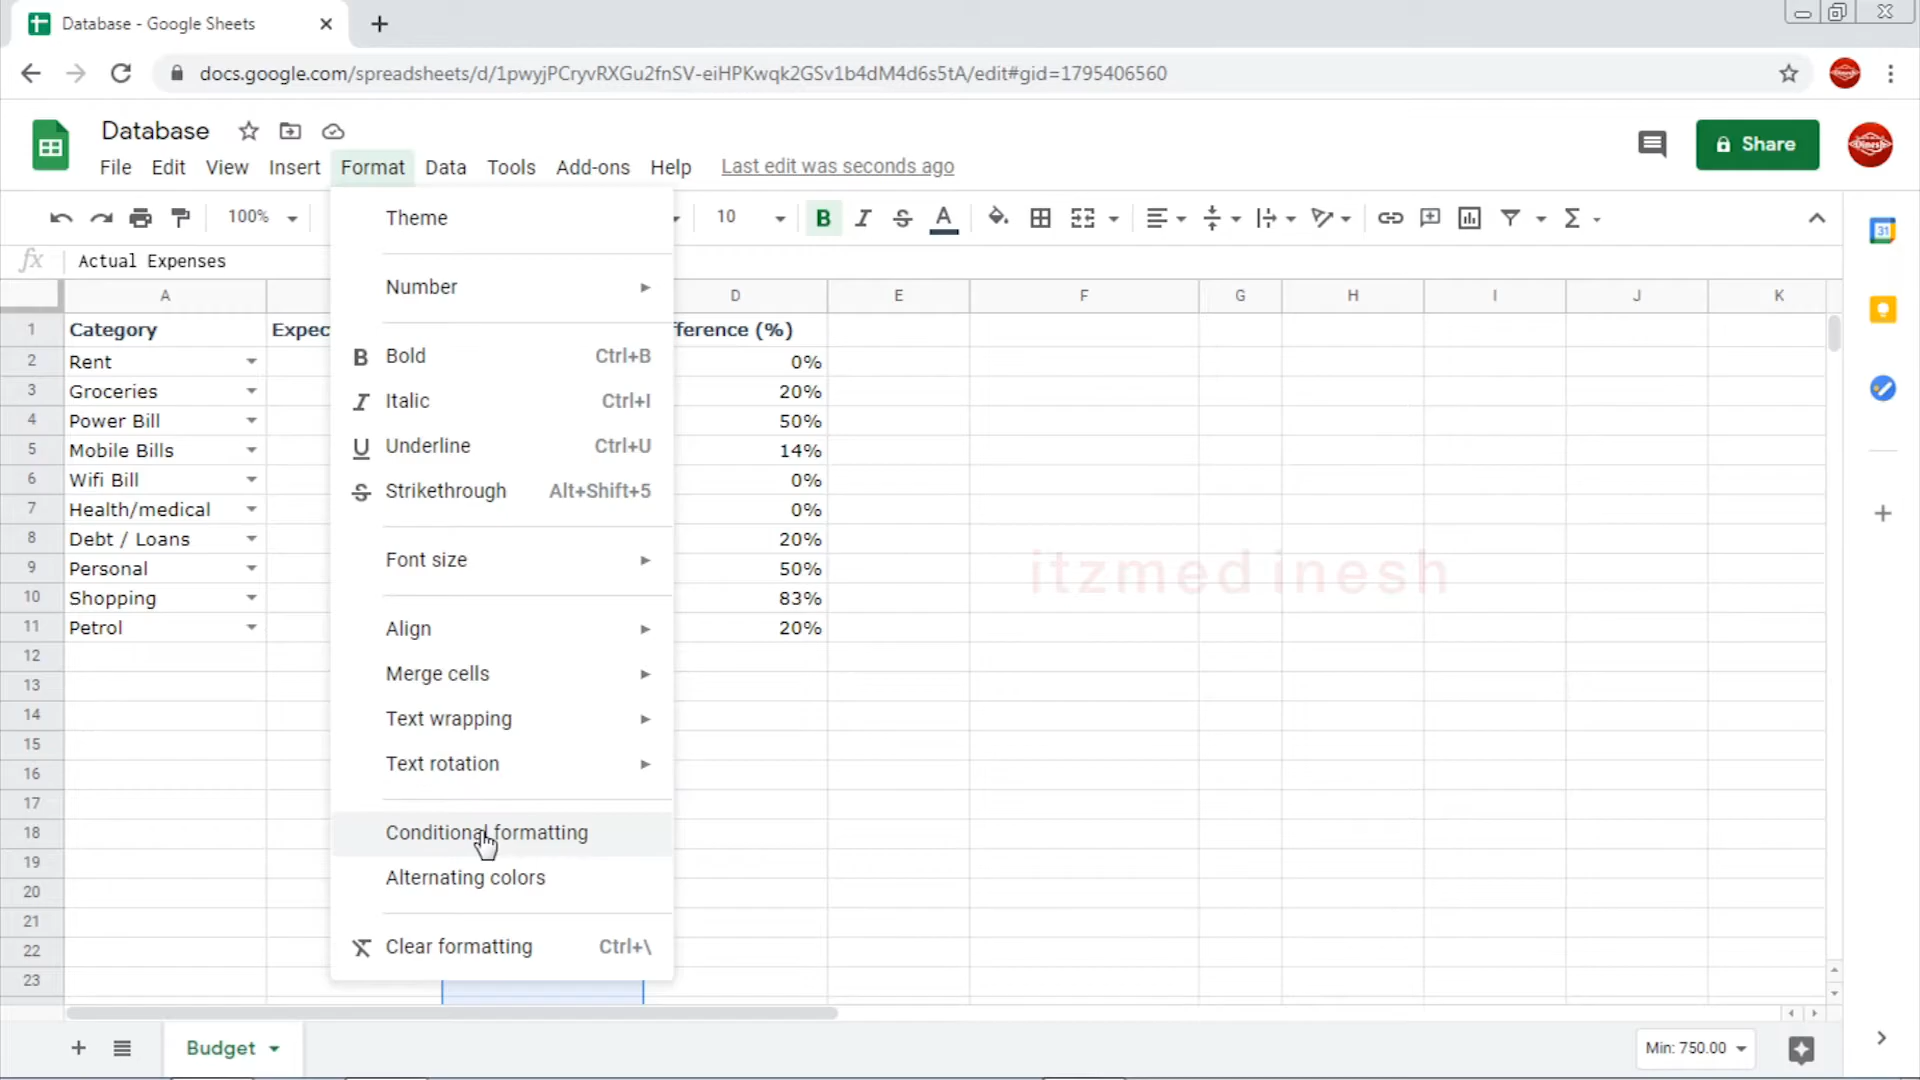 Database - Google Sheets
docs.google.com/spreadsheets/d/1pwyjPCryvRXGu2fnSV-eiHPKwqk2GSv1b4dM4d6s5tA/edit#gid=1795406560
Database
Share
Dinesh
File Edit View Insert Format Data Tools Add-ons Help Last edit was seconds ago
100% 10 B I S A Σ
31
fx Actual Expenses
A D E F G H I J K
1 Category Expec fference (%)
2 Rent 0%
3 Groceries 20%
4 Power Bill 50%
5 Mobile Bills 14%
6 Wifi Bill 0%
7 Health/medical 0%
8 Debt / Loans 20%
9 Personal 50%
10 Shopping 83%
11 Petrol 20%
12
13
14
15
16
17
18
19
20
21
22
23
Theme
Number
B Bold Ctrl+B
I Italic Ctrl+I
U Underline Ctrl+U
S Strikethrough Alt+Shift+5
Font size
Align
Merge cells
Text wrapping
Text rotation
Conditional formatting
Alternating colors
Clear formatting Ctrl+\
itzmedinesh
Budget
Min: 750.00